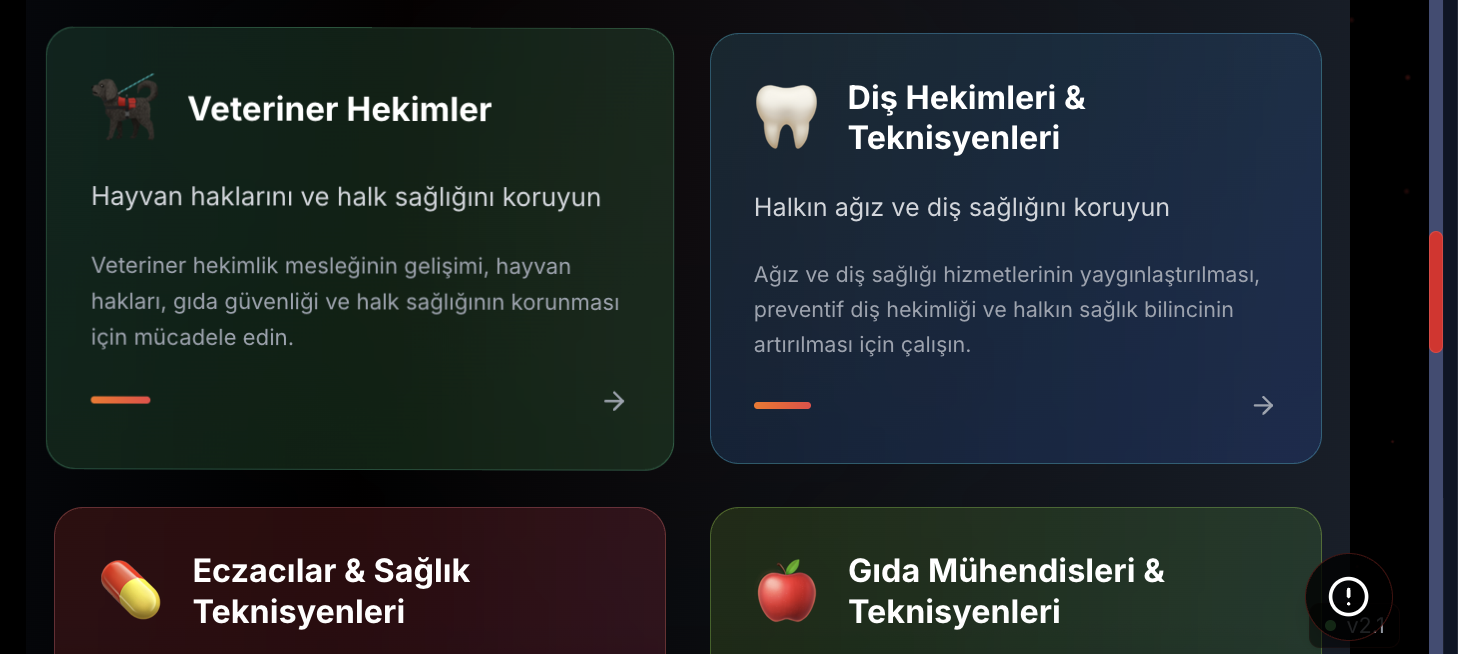 Veteriner Hekimler
Hayvan haklarını ve halk sağlığını koruyun
Veteriner hekimlik mesleğinin gelişimi, hayvan
hakları, gıda güvenliği ve halk sağlığının korunması
için mücadele edin.
Diş Hekimleri &
Teknisyenleri
Halkın ağız ve diş sağlığını koruyun
Ağız ve diş sağlığı hizmetlerinin yaygınlaştırılması,
preventif diş hekimliği ve halkın sağlık bilincinin
artırılması için çalışın.
Eczacılar & Sağlık
Teknisyenleri
Gıda Mühendisleri &
Teknisyenleri
v2.1